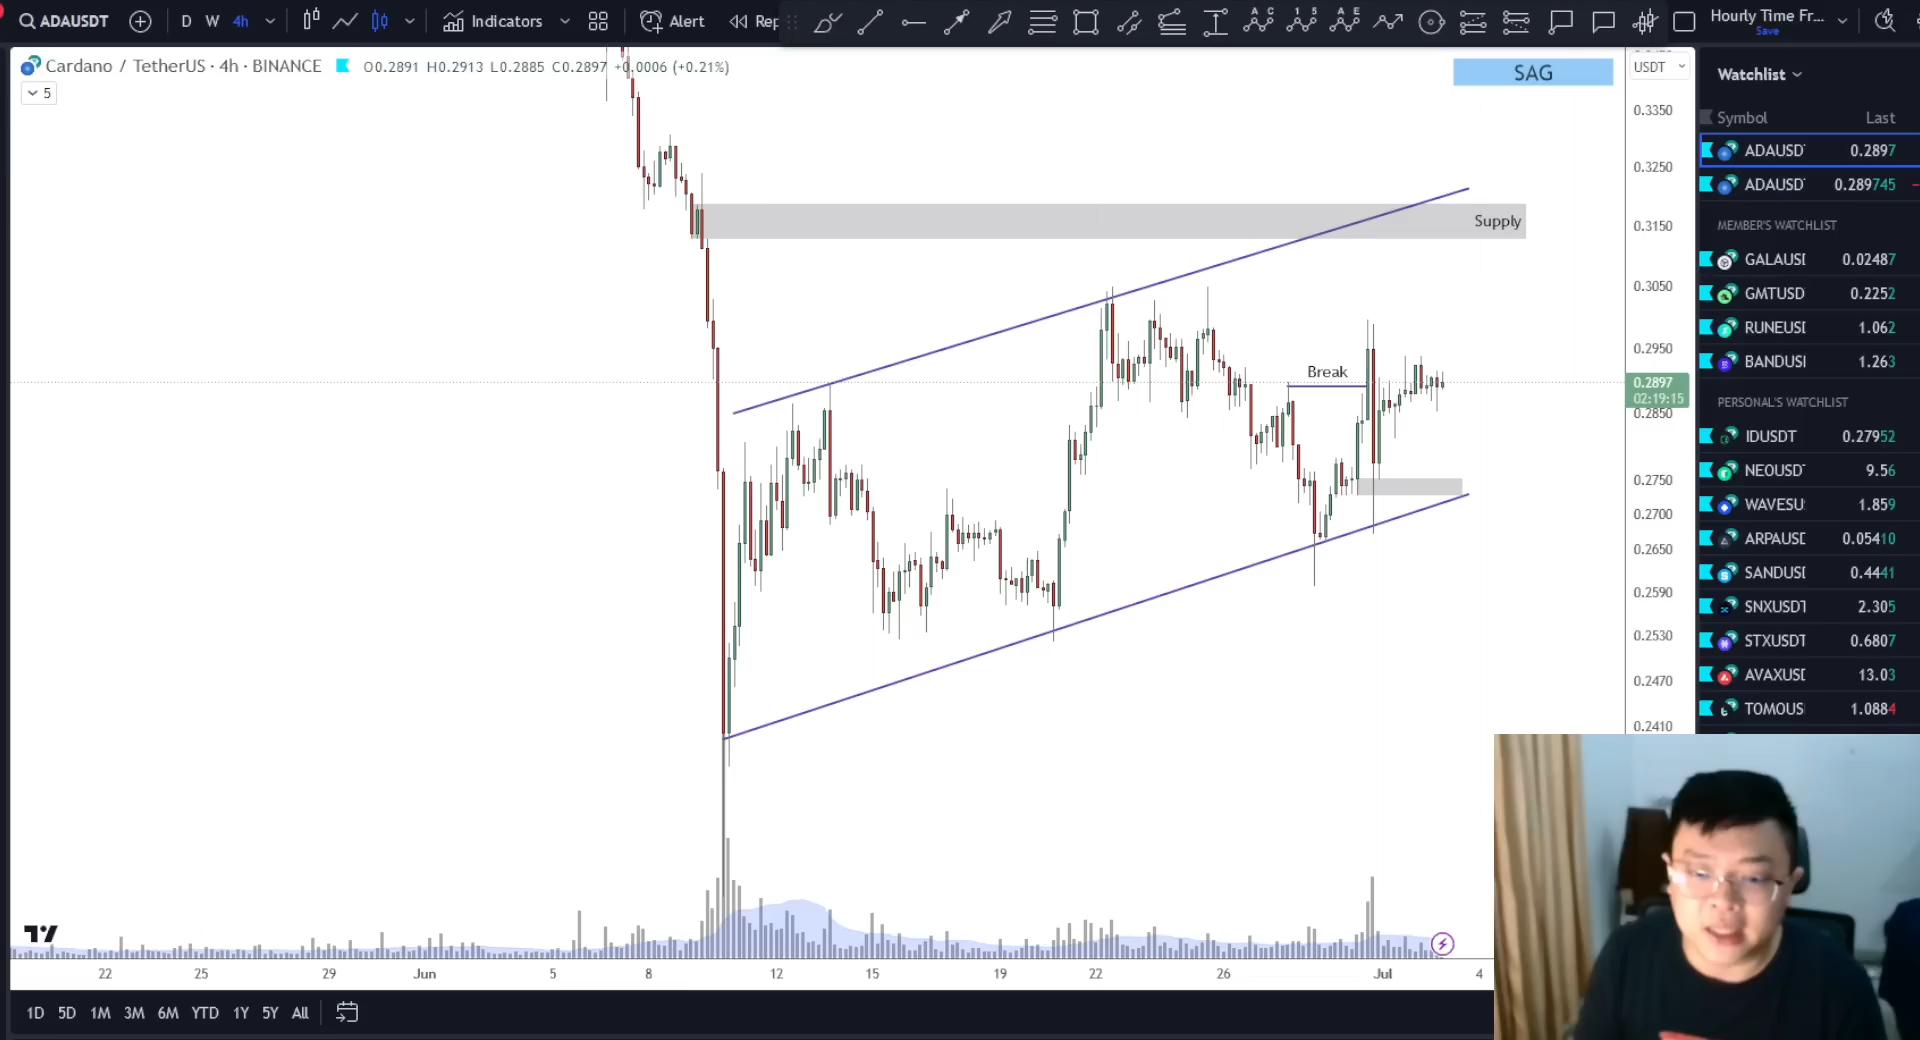 ADAUSDT D W 4h Indicators Alert Rep Hourly Time Fr...
Save
Cardano / TetherUS · 4h · BINANCE O0.2891 H0.2913 L0.2885 C0.2897 +0.0006 (+0.21%)
5
SAG
USDT
0.3350
0.3250
0.3150
0.3050
0.2950
0.2897
02:19:15
0.2850
0.2750
0.2700
0.2650
0.2590
0.2530
0.2470
0.2410
Supply
Break
Watchlist
Symbol Last
ADAUSD 0.2897
ADAUSD 0.289745
MEMBER'S WATCHLIST
GALAUSI 0.02487
GMTUSD 0.2252
RUNEUSI 1.062
BANDUSI 1.263
PERSONAL'S WATCHLIST
IDUSDT 0.27952
NEOUSD 9.56
WAVESU 1.859
ARPAUSD 0.05410
SANDUSI 0.4441
SNXUSDT 2.305
STXUSDT 0.6807
AVAXUSI 13.03
TOMOUS 1.0884
22 25 29 Jun 5 8 12 15 19 22 26 Jul 4
1D 5D 1M 3M 6M YTD 1Y 5Y All